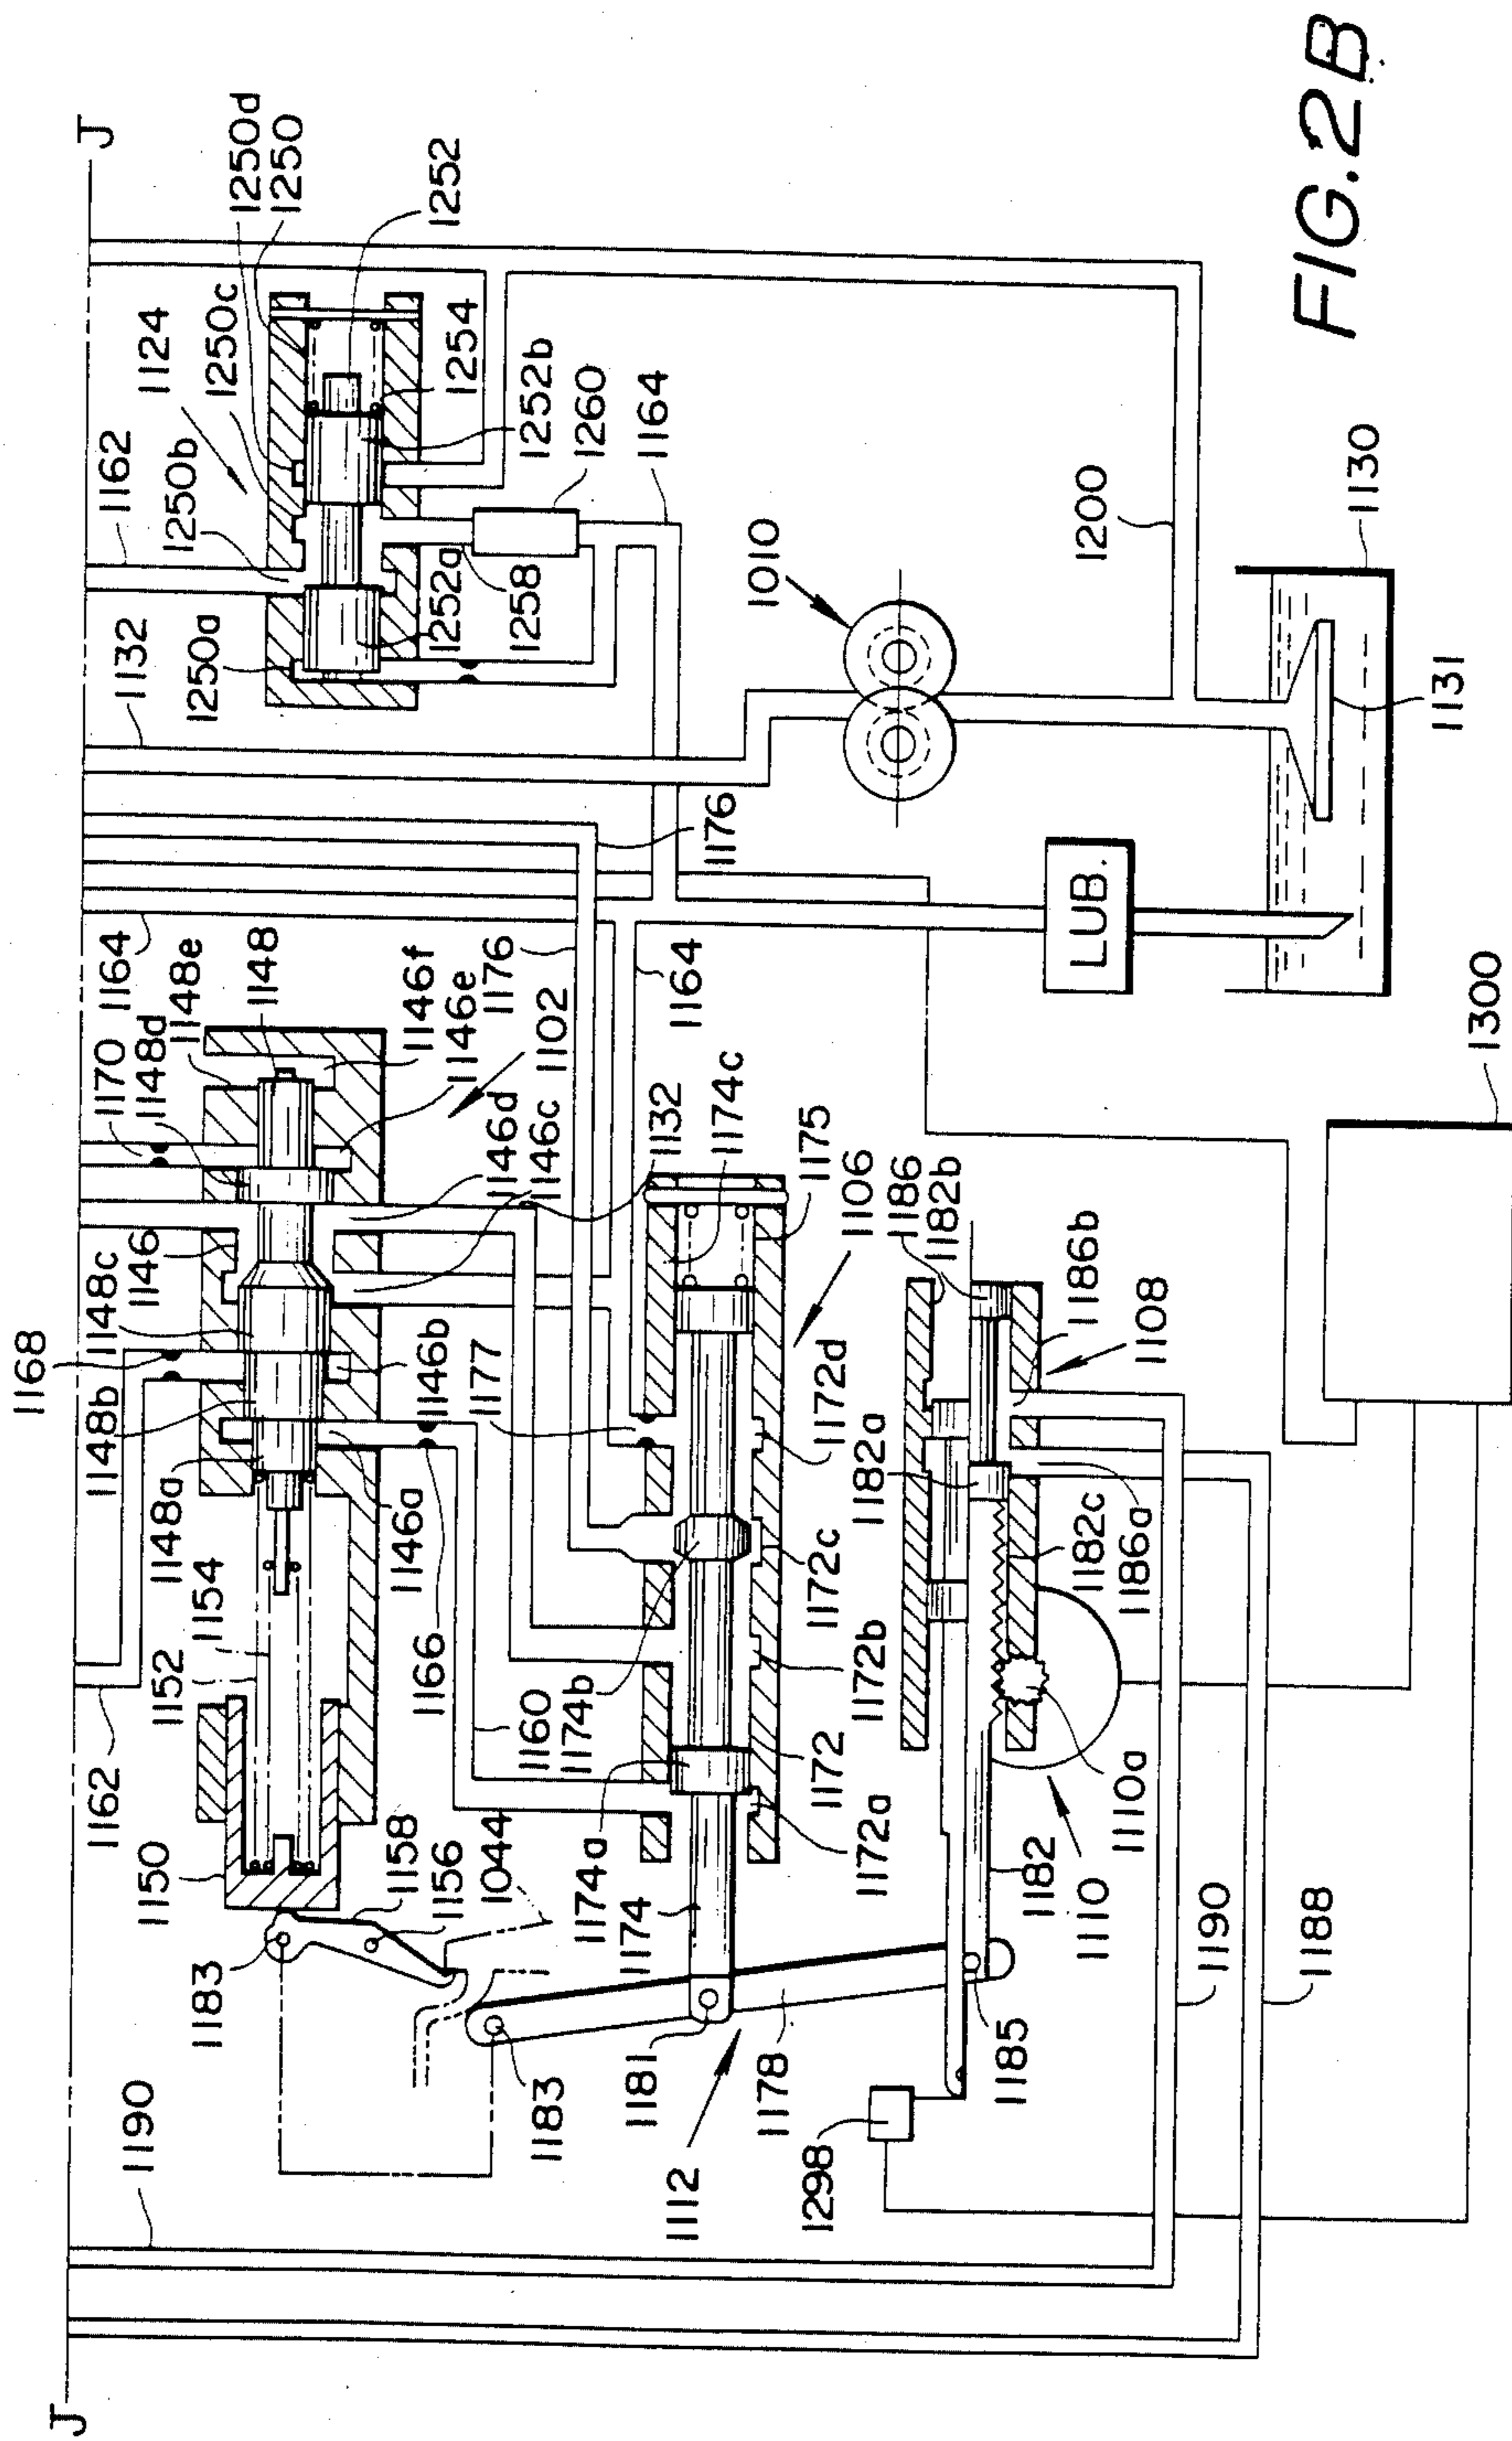 J
1190
1162
1168
1170
1164
1132
1162
J
1150
1152
1154
1148a
1148b
1148c
1146
1148d
1148e
1148
1146f
1146e
1102
1146d
1146c
1132
1176
1164
1176
1250a
1250b
1124
1250c
1250d
1250
1252
1254
1252b
1252a
1258
1260
1164
1183
1158
1156
1044
1166
1146a
1146b
1177
1160
1174b
1174a
1174
1174c
1175
1106
1172a
1172
1172b
1172c
1172d
1183
1181
1178
1112
1298
1185
1182
1110
1110a
1182c
1186a
1182a
1186
1182b
1186b
1108
1190
1188
1010
1200
LUB.
1130
1131
1300
FIG.2B